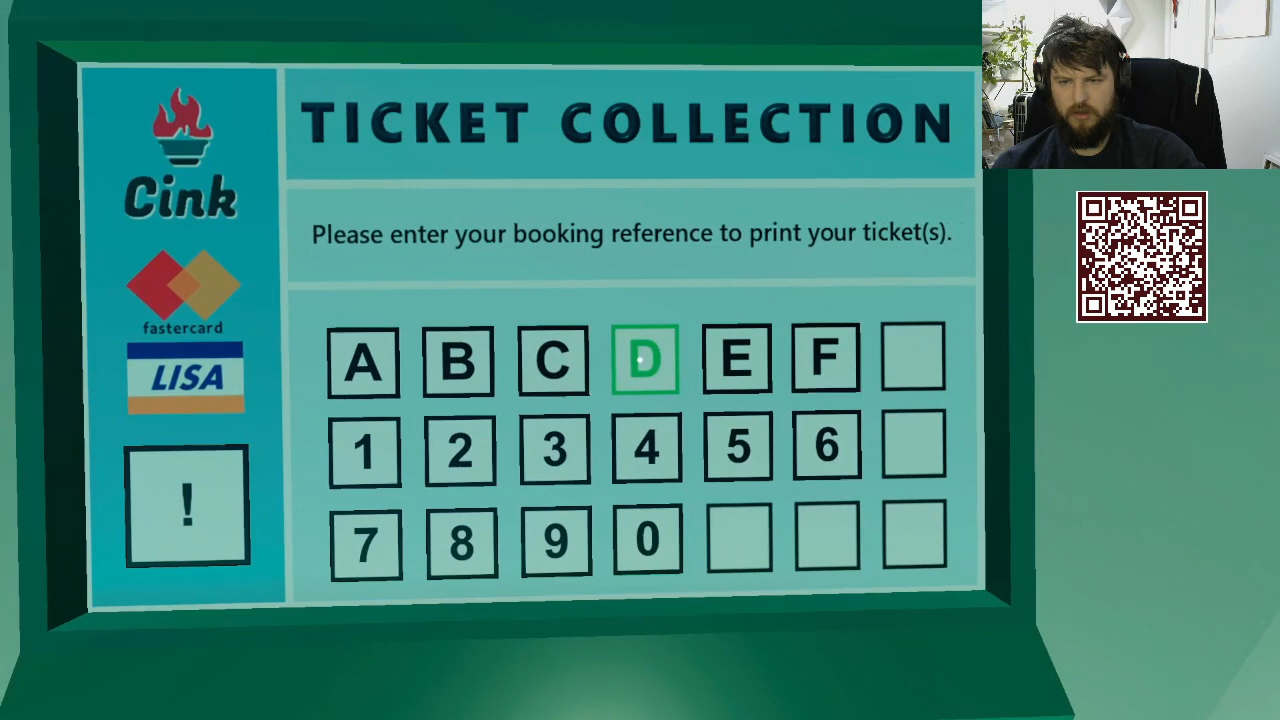 TICKET COLLECTION
Cink
Please enter your booking reference to print your ticket(s).
fastercard
LISA
!
A B C D E F
1 2 3 4 5 6
7 8 9 0